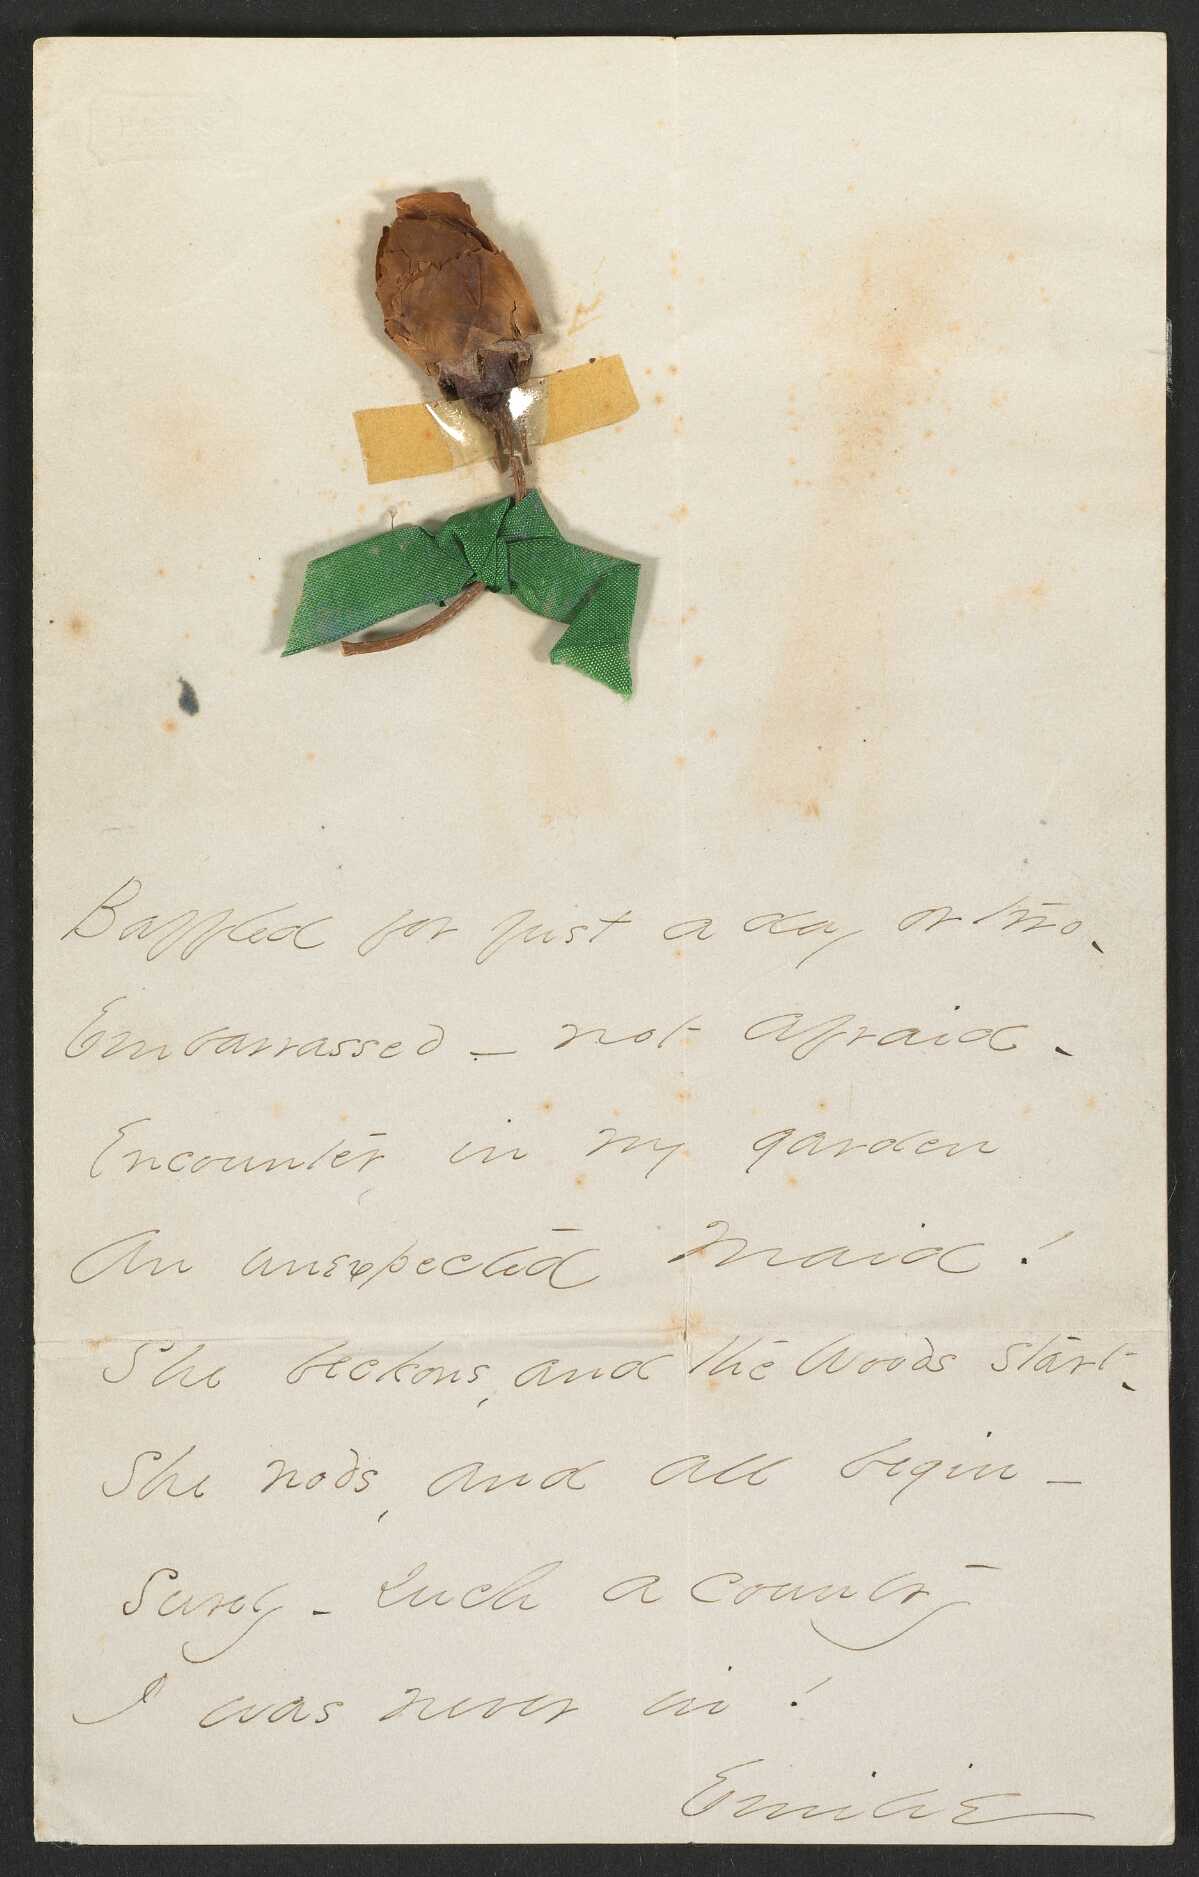 Baffled for just a day or two -
Embarrassed - not afraid -
Encounter, in my garden
An unexpected Maid!
She beckons, and the Woods start -
She nods, and all begin -
Surely - such a country
I was never in!
Emilie